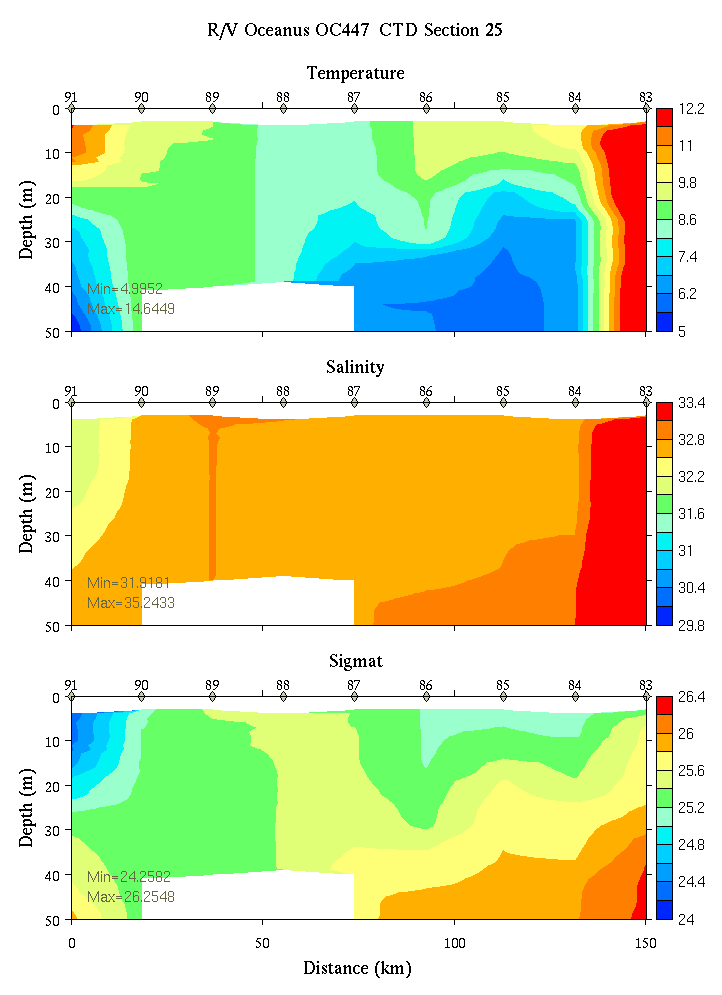 R/V Oceanus OC447 CTD Section 25
Temperature
91 90 89 88 87 86 85 84 83
0
10
20
30
40
50
Depth (m)
Min=4.9952
Max=14.6449
12.2
11
9.8
8.6
7.4
6.2
5
Salinity
91 90 89 88 87 86 85 84 83
0
10
20
30
40
50
Depth (m)
Min=31.9181
Max=35.2433
33.4
32.8
32.2
31.6
31
30.4
29.8
Sigmat
91 90 89 88 87 86 85 84 83
0
10
20
30
40
50
Depth (m)
Min=24.2582
Max=26.2548
26.4
26
25.6
25.2
24.8
24.4
24
0 50 100 150
Distance (km)